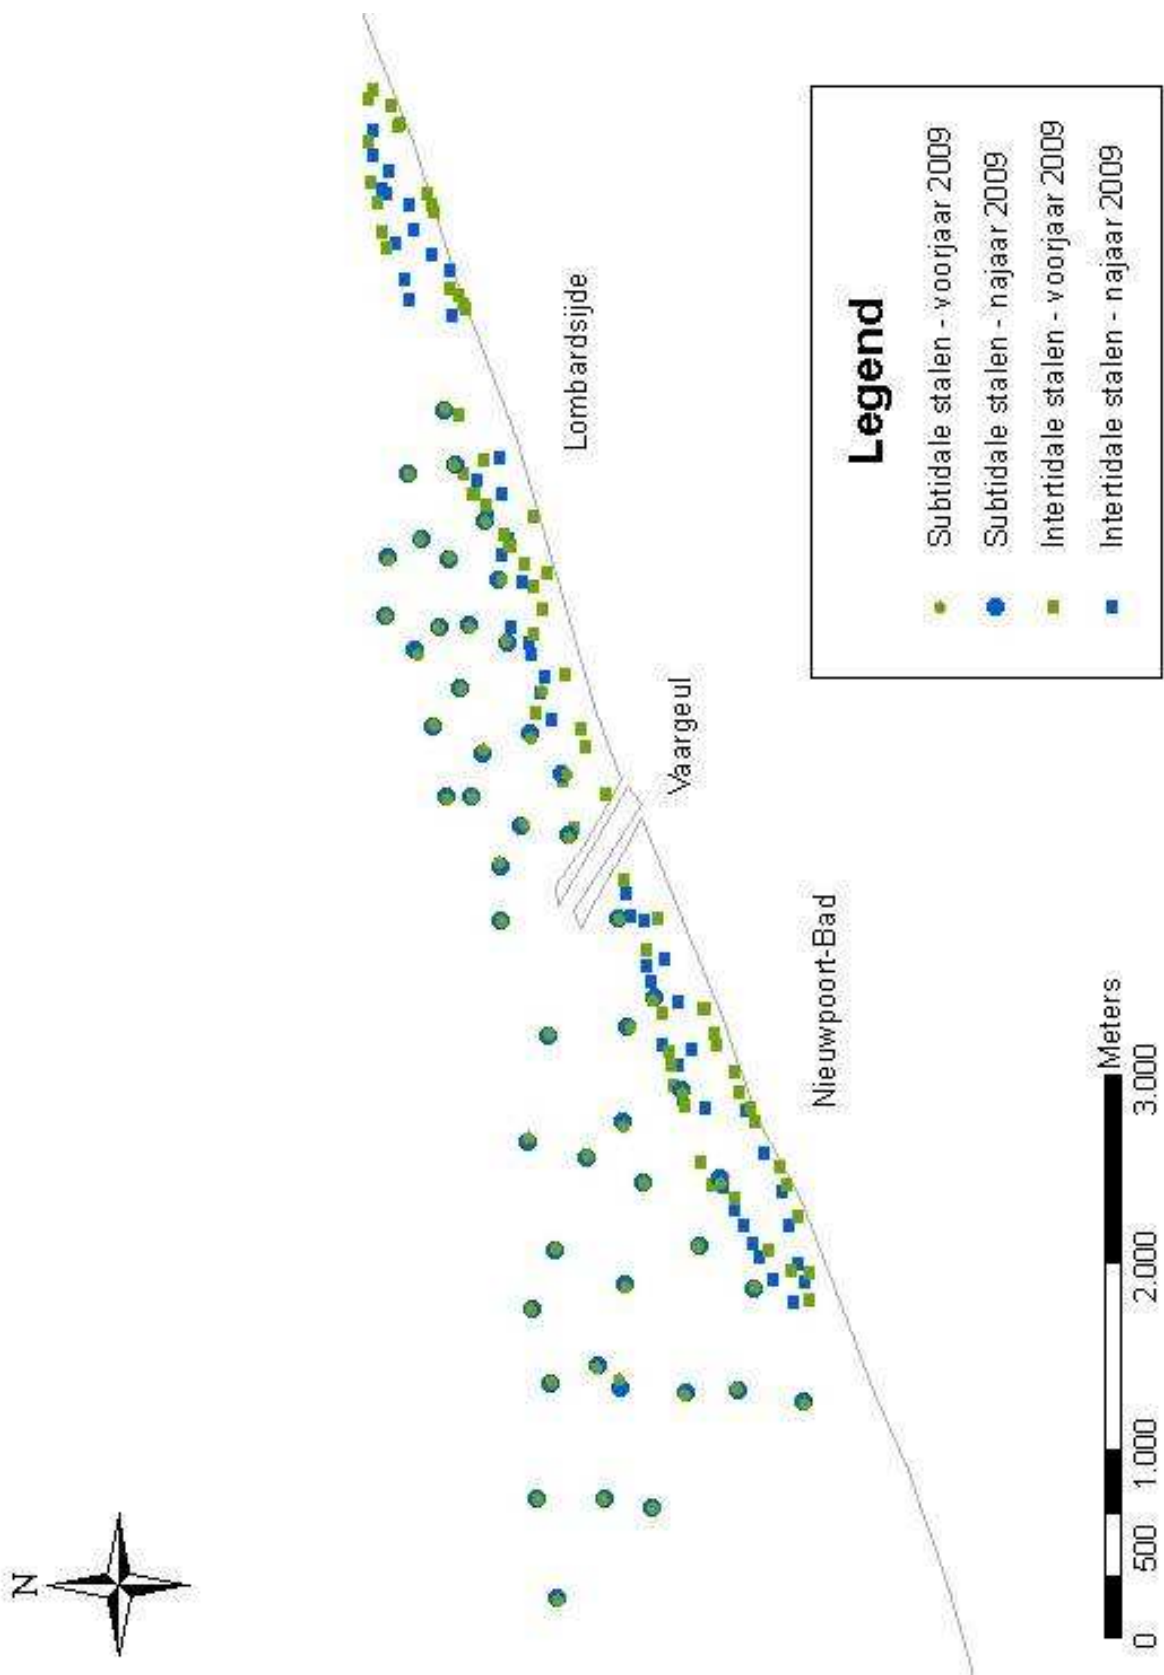 N
Lombardsijde
Vaargeul
Nieuwpoort-Bad
Legend
Subtidale stalen - voorjaar 2009
Subtidale stalen - najaar 2009
Intertidale stalen - voorjaar 2009
Intertidale stalen - najaar 2009
Meters
0 500 1.000 2.000 3.000